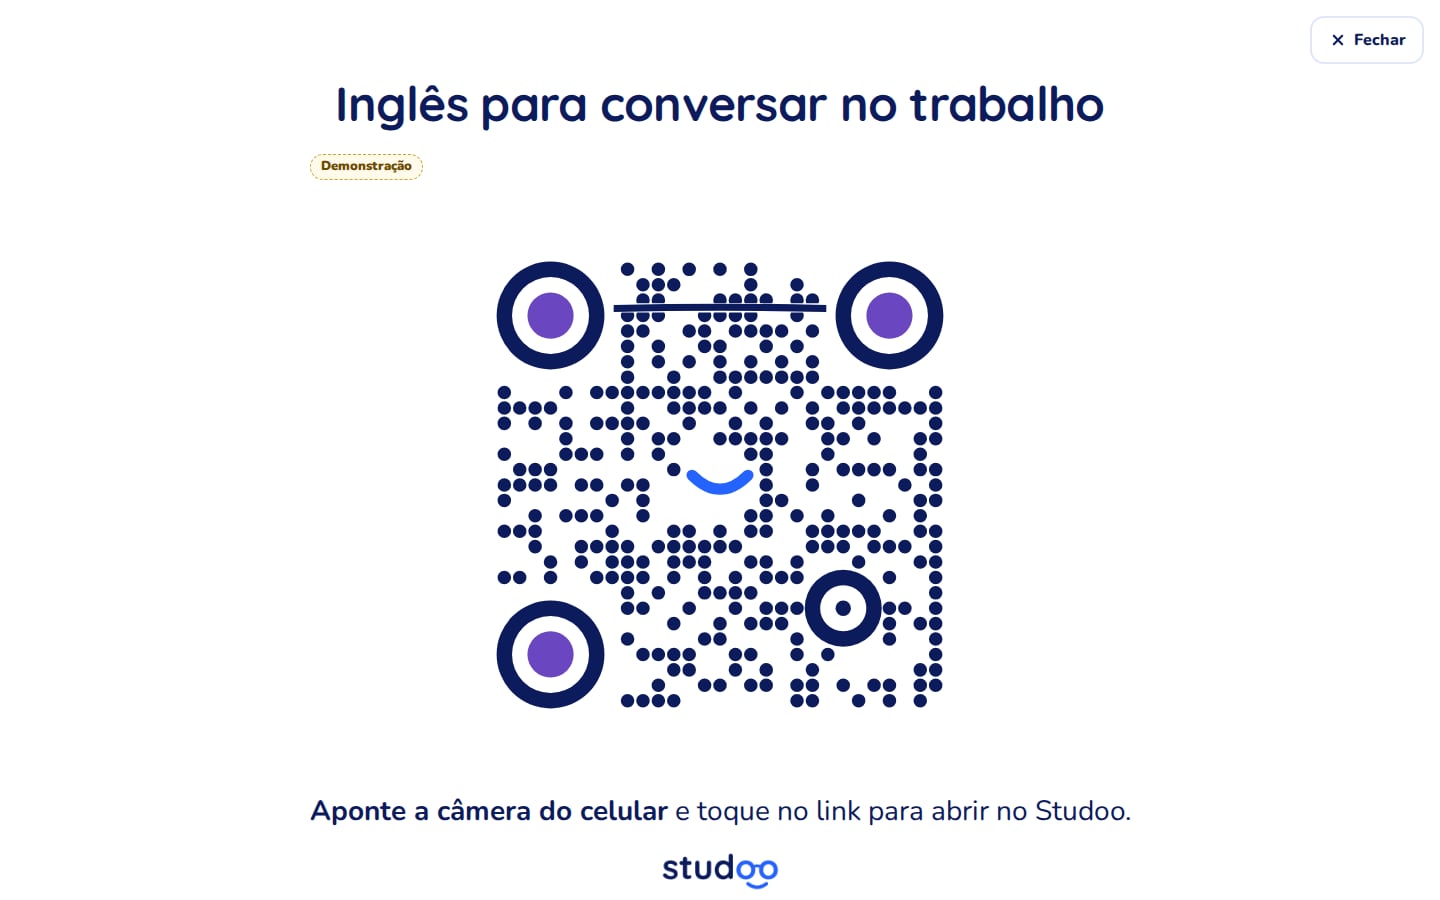 Fechar
Inglês para conversar no trabalho
Demonstração
Aponte a câmera do celular e toque no link para abrir no Studoo.
studoo